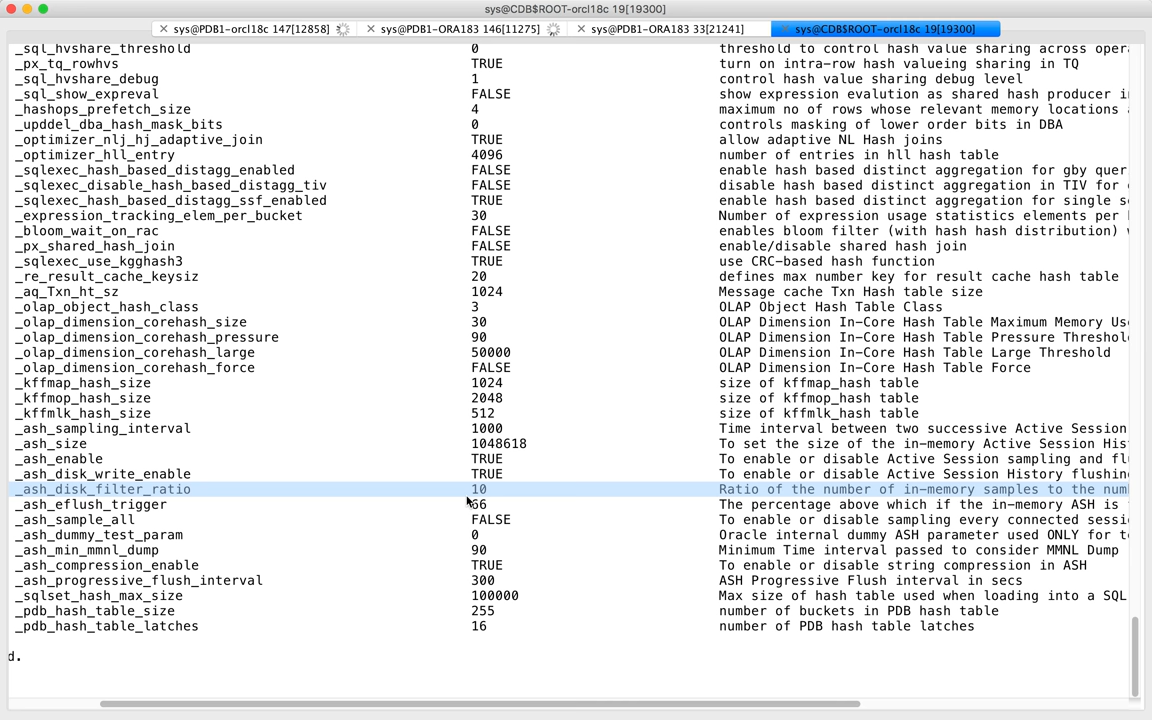 sys@CDB$ROOT-orcl18c 19[19300]
sys@PDB1-orcl18c 147[12858] sys@PDB1-ORA183 146[11275] sys@PDB1-ORA183 33[21241] sys@CDB$ROOT-orcl18c 19[19300]
_sql_hvshare_threshold 0 threshold to control hash value sharing across oper
_px_tq_rowhvs TRUE turn on intra-row hash valueing sharing in TQ
_sql_hvshare_debug 1 control hash value sharing debug level
_sql_show_expreval FALSE show expression evalution as shared hash producer i
_hashops_prefetch_size 4 maximum no of rows whose relevant memory locations
_upddel_dba_hash_mask_bits 0 controls masking of lower order bits in DBA
_optimizer_nlj_hj_adaptive_join TRUE allow adaptive NL Hash joins
_optimizer_hll_entry 4096 number of entries in hll hash table
_sqlexec_hash_based_distagg_enabled FALSE enable hash based distinct aggregation for gby quer
_sqlexec_disable_hash_based_distagg_tiv FALSE disable hash based distinct aggregation in TIV for
_sqlexec_hash_based_distagg_ssf_enabled TRUE enable hash based distinct aggregation for single s
_expression_tracking_elem_per_bucket 30 Number of expression usage statistics elements per
_bloom_wait_on_rac FALSE enables bloom filter (with hash hash distribution)
_px_shared_hash_join FALSE enable/disable shared hash join
_sqlexec_use_kgghash3 TRUE use CRC-based hash function
_re_result_cache_keysiz 20 defines max number key for result cache hash table
_aq_Txn_ht_sz 1024 Message cache Txn Hash table size
_olap_object_hash_class 3 OLAP Object Hash Table Class
_olap_dimension_corehash_size 30 OLAP Dimension In-Core Hash Table Maximum Memory Us
_olap_dimension_corehash_pressure 90 OLAP Dimension In-Core Hash Table Pressure Threshol
_olap_dimension_corehash_large 50000 OLAP Dimension In-Core Hash Table Large Threshold
_olap_dimension_corehash_force FALSE OLAP Dimension In-Core Hash Table Force
_kffmap_hash_size 1024 size of kffmap_hash table
_kffmop_hash_size 2048 size of kffmop_hash table
_kffmlk_hash_size 512 size of kffmlk_hash table
_ash_sampling_interval 1000 Time interval between two successive Active Session
_ash_size 1048618 To set the size of the in-memory Active Session His
_ash_enable TRUE To enable or disable Active Session sampling and fl
_ash_disk_write_enable TRUE To enable or disable Active Session History flushin
_ash_disk_filter_ratio 10 Ratio of the number of in-memory samples to the num
_ash_eflush_trigger 66 The percentage above which if the in-memory ASH is
_ash_sample_all FALSE To enable or disable sampling every connected sessi
_ash_dummy_test_param 0 Oracle internal dummy ASH parameter used ONLY for t
_ash_min_mmnl_dump 90 Minimum Time interval passed to consider MMNL Dump
_ash_compression_enable TRUE To enable or disable string compression in ASH
_ash_progressive_flush_interval 300 ASH Progressive Flush interval in secs
_sqlset_hash_max_size 100000 Max size of hash table used when loading into a SQL
_pdb_hash_table_size 255 number of buckets in PDB hash table
_pdb_hash_table_latches 16 number of PDB hash table latches
d.